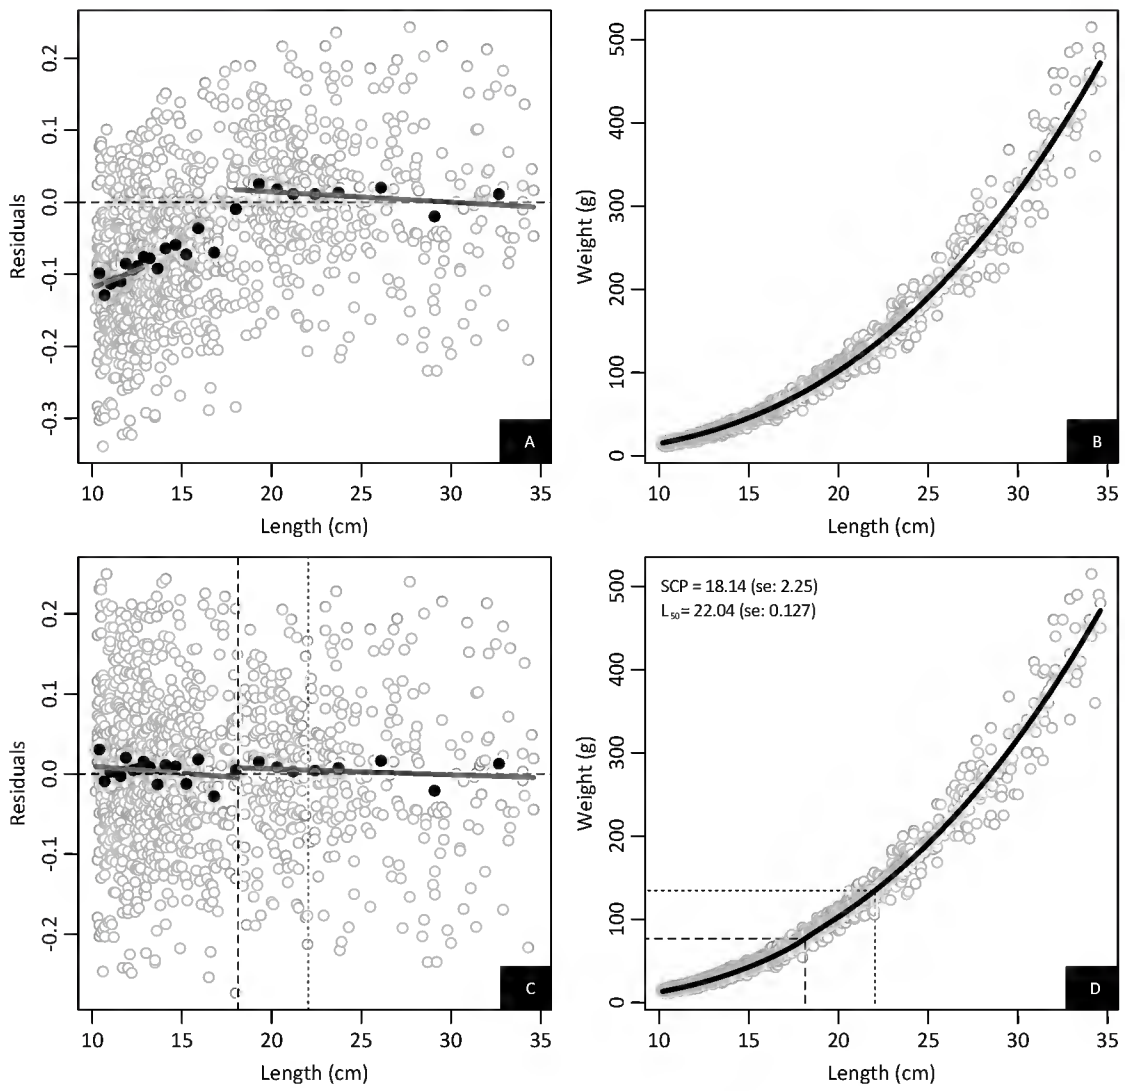 0.2
0.1
0.0
-0.1
-0.2
-0.3
Residuals
A
10 15 20 25 30 35
Length (cm)
500
400
300
200
100
0
Weight (g)
B
10 15 20 25 30 35
Length (cm)
0.2
0.1
0.0
-0.1
-0.2
Residuals
C
10 15 20 25 30 35
Length (cm)
SCP = 18.14 (se: 2.25)
L50= 22.04 (se: 0.127)
500
400
300
200
100
0
Weight (g)
D
10 15 20 25 30 35
Length (cm)